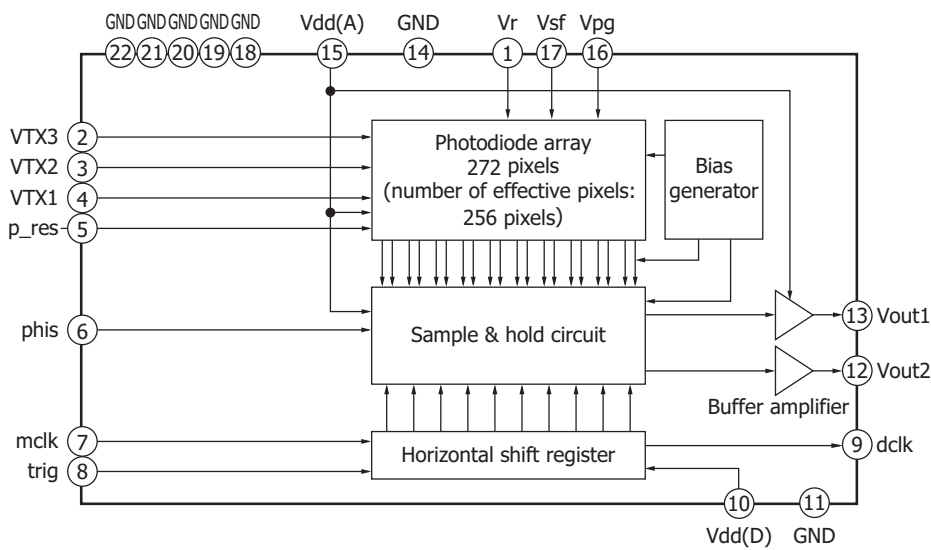 GND GND GND GND GND Vdd(A) GND Vr Vsf Vpg
22 21 20 19 18 15 14 1 17 16
VTX3 2
VTX2 3
VTX1 4
p_res 5
Photodiode array
272 pixels
(number of effective pixels:
256 pixels)
Bias
generator
phis 6
Sample & hold circuit
13 Vout1
12 Vout2
Buffer amplifier
mclk 7
trig 8
Horizontal shift register
9 dclk
10 11
Vdd(D) GND